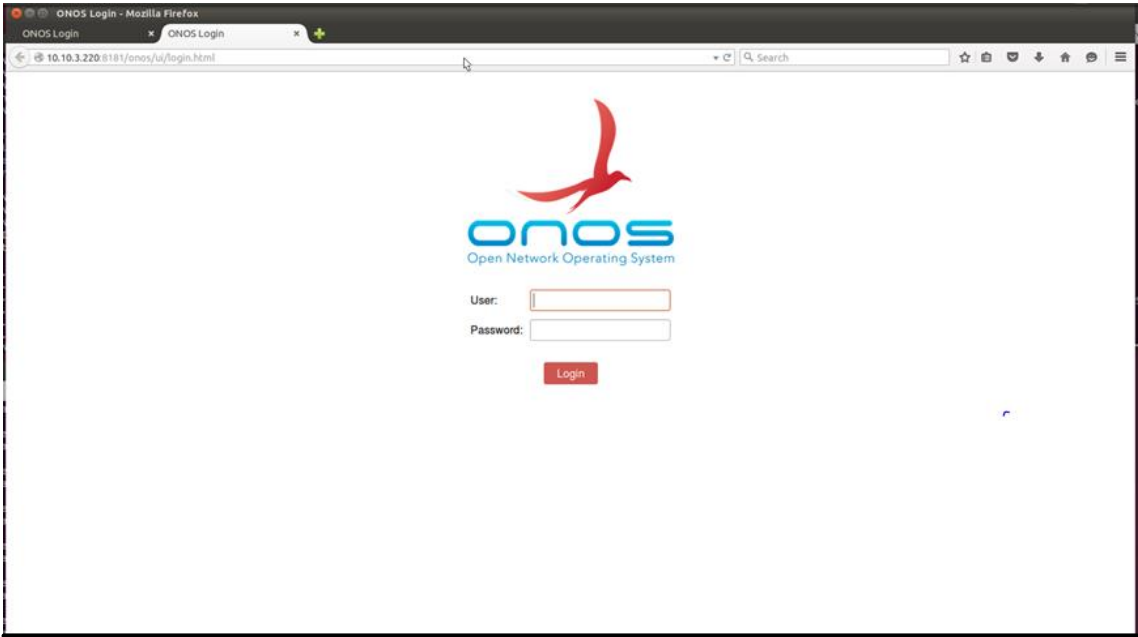 ONOS Login - Mozilla Firefox
ONOS Login
ONOS Login
10.10.3.220:8181/onos/ui/login.html
Search
onos
Open Network Operating System
User:
Password:
Login